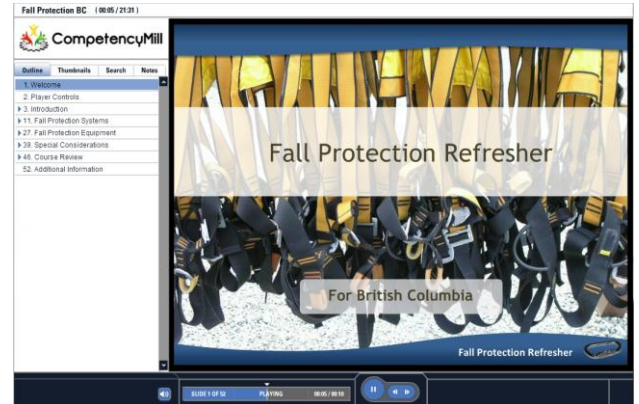 Fall Protection BC ( 00:05 / 21:31 )
CompetencyMill
Outline Thumbnails Search Notes
1. Welcome
2. Player Controls
3. Introduction
11. Fall Protection Systems
27. Fall Protection Equipment
39. Special Considerations
46. Course Review
52. Additional Information
Fall Protection Refresher
For British Columbia
Fall Protection Refresher
SLIDE 1 OF 52 PLAYING 00:05 / 00:10